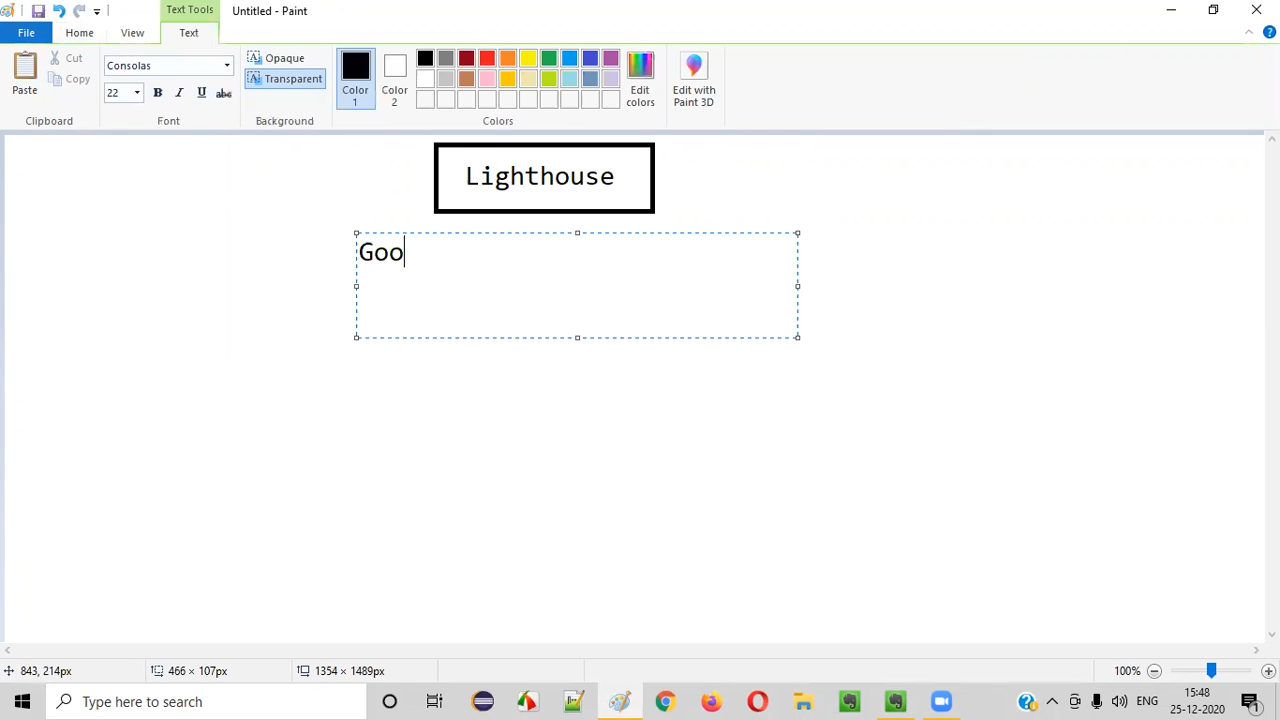 Text Tools
Untitled - Paint
File
Home
View
Text
Paste
Cut
Copy
Consolas
22
B
I
U
abc
Opaque
Transparent
Color 1
Color 2
Edit colors
Edit with Paint 3D
Clipboard
Font
Background
Colors
Lighthouse
Goo
843, 214px
466 × 107px
1354 × 1489px
100%
Type here to search
ENG
15:48
25-12-2020
1